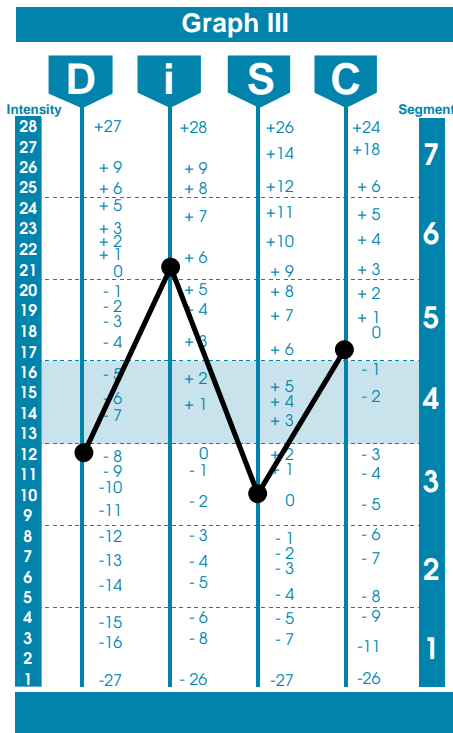 Graph III
D i S C
Intensity Segment
28 +27 +28 +26 +24
27 +14 +18 7
26 + 9 + 9
25 + 6 + 8 +12 + 6
24 + 5 + 7 +11 + 5
23 + 3 6
+ 2 +10 + 4
22 + 1 + 6
21 0 + 9 + 3
20 - 1 + 5 + 8 + 2
19 - 2 + 4 + 7
18 - 3 + 1 5
0
17 - 4 + 3 + 6
16 - 5 + 2 - 1
15 + 5
- 6 + 1 + 4 - 2 4
14 - 7 + 3
13
12 - 8 0 + 2 - 3
11 - 9 - 1 + 1 - 4 3
10 -10 - 2 0 - 5
9 -11
8 -12 - 3 - 1 - 6
7 -13 - 4 - 2 - 7
- 3 2
6 -14 - 5
5 - 4 - 8
4 -15 - 6 - 5 - 9
3 -16 - 8 - 7 -11 1
2
1 -27 - 26 -27 -26